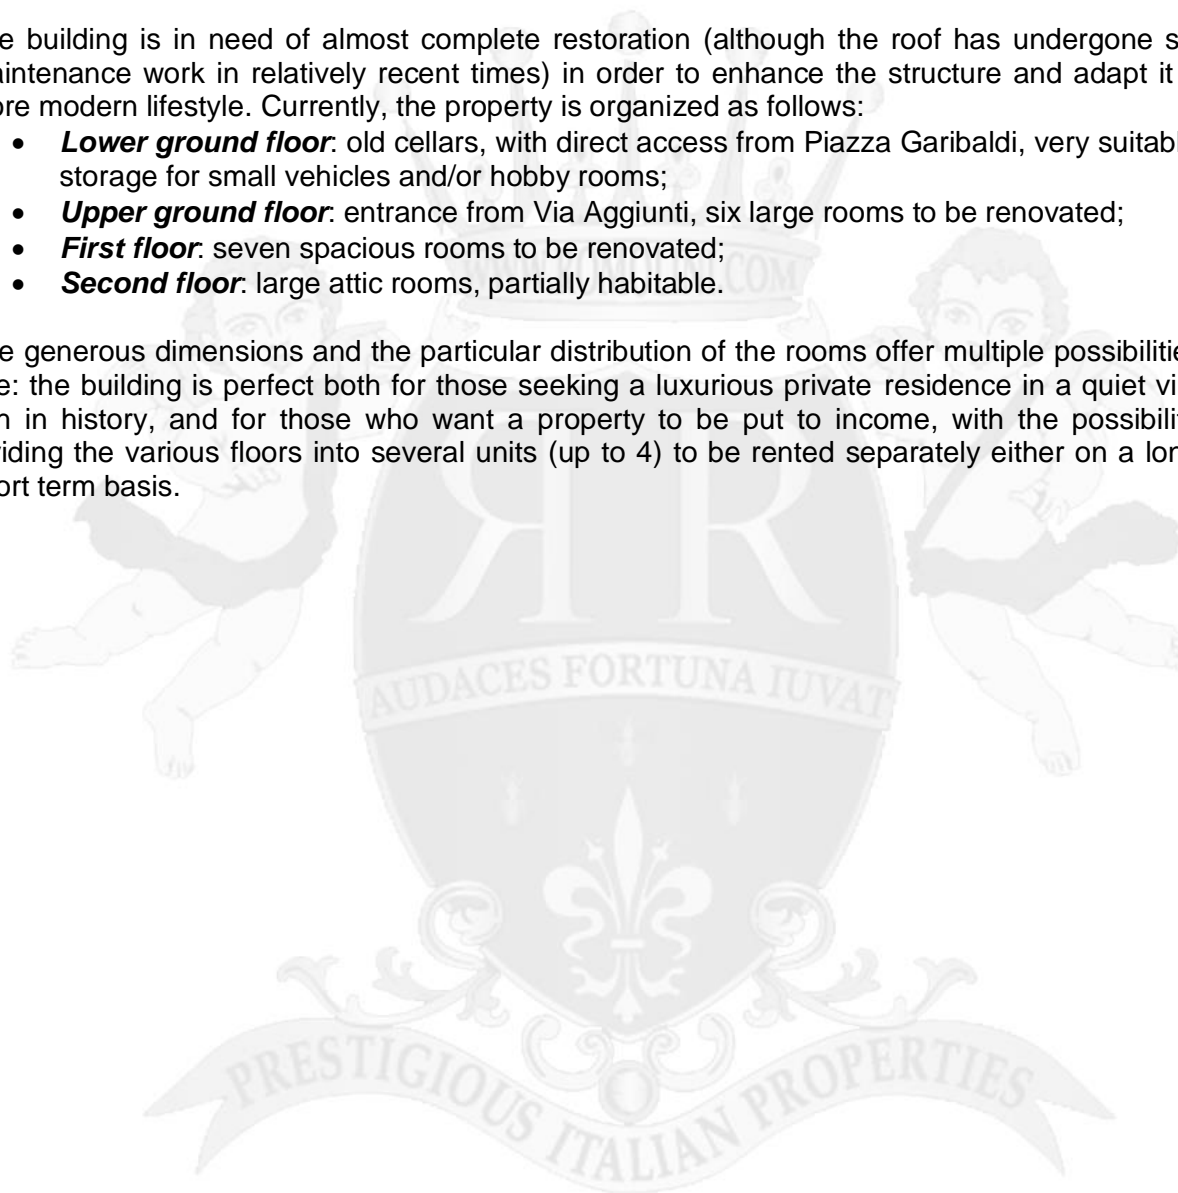 e building is in need of almost complete restoration (although the roof has undergone s
aintenance work in relatively recent times) in order to enhance the structure and adapt it
ore modern lifestyle. Currently, the property is organized as follows:
• Lower ground floor: old cellars, with direct access from Piazza Garibaldi, very suitabl
storage for small vehicles and/or hobby rooms;
• Upper ground floor: entrance from Via Aggiunti, six large rooms to be renovated;
• First floor: seven spacious rooms to be renovated;
• Second floor: large attic rooms, partially habitable.
WWW.ROMOLINI.COM
e generous dimensions and the particular distribution of the rooms offer multiple possibilitie
e: the building is perfect both for those seeking a luxurious private residence in a quiet vi
h in history, and for those who want a property to be put to income, with the possibilit
iding the various floors into several units (up to 4) to be rented separately either on a lon
ort term basis.
RR
AUDACES FORTUNA IUVAT
PRESTIGIOUS ITALIAN PROPERTIES